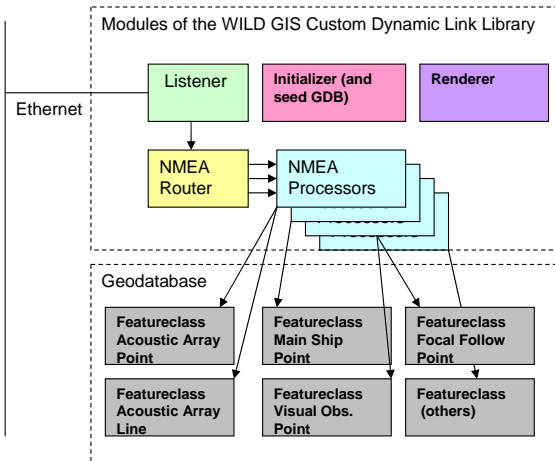 Modules of the WILD GIS Custom Dynamic Link Library
Listener
Initializer (and
seed GDB)
Renderer
Ethernet
NMEA
Router
NMEA
Processors
Processors
Geodatabase
Featureclass
Acoustic Array
Point
Featureclass
Main Ship
Point
Featureclass
Focal Follow
Point
Featureclass
Acoustic Array
Line
Featureclass
Visual Obs.
Point
Featureclass
(others)